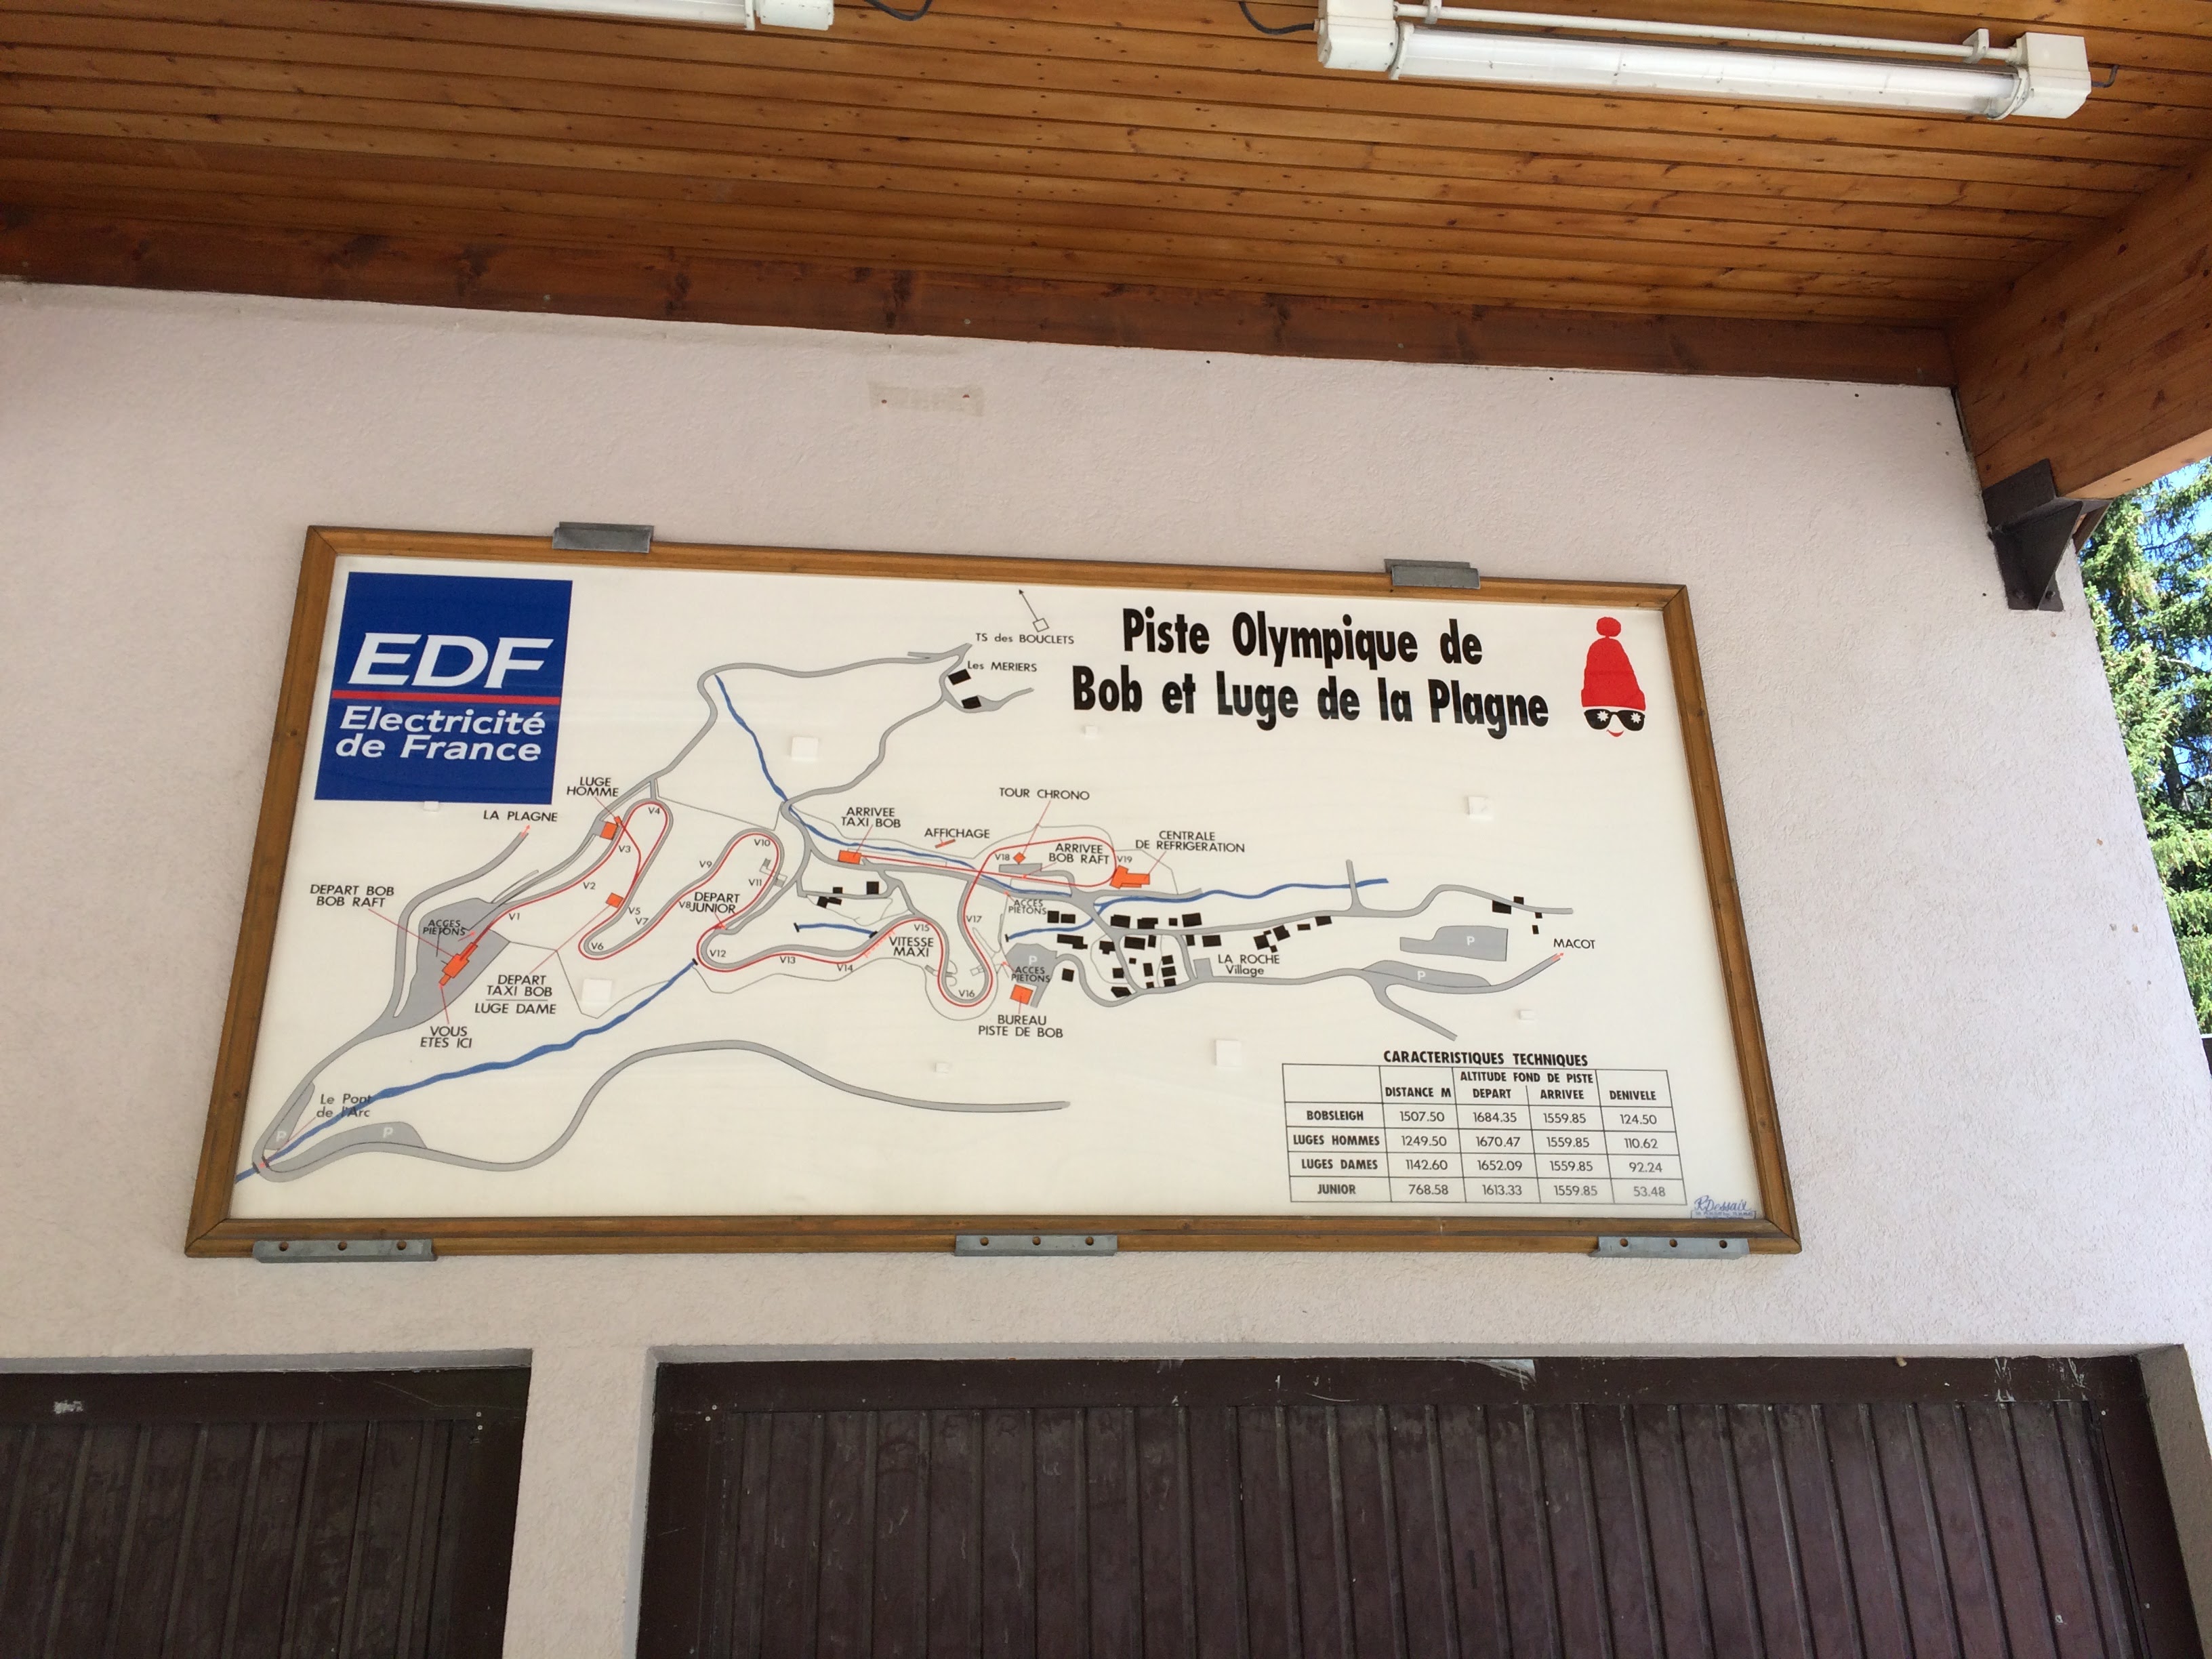 EDF
Electricité
de France
Piste Olympique de
Bob et Luge de la Plagne
TS des BOUCLETS
Les MERIERS
LUGE
HOMME
LA PLAGNE
DEPART BOB
BOB RAFT
ACCES
PIETONS
VOUS
ETES ICI
DEPART
TAXI BOB
LUGE DAME
V1
V2
V3
V4
V5
V6
V7
V8
V9
V10
V11
DEPART
JUNIOR
V12
V13
V14
V15
VITESSE
MAXI
V16
V17
V18
V19
ARRIVEE
TAXI BOB
AFFICHAGE
TOUR CHRONO
ARRIVEE
BOB RAFT
CENTRALE
DE REFRIGERATION
ACCES
PIETONS
P
ACCES
PIETONS
BUREAU
PISTE DE BOB
LA ROCHE
Village
P
P
MACOT
Le Pont
de l'Arc
P
P
CARACTERISTIQUES TECHNIQUES
DISTANCE M
ALTITUDE FOND DE PISTE
DEPART
ARRIVEE
DENIVELE
BOBSLEIGH 1507.50 1684.35 1559.85 124.50
LUGES HOMMES 1249.50 1670.47 1559.85 110.62
LUGES DAMES 1142.60 1652.09 1559.85 92.24
JUNIOR 768.58 1613.33 1559.85 53.48